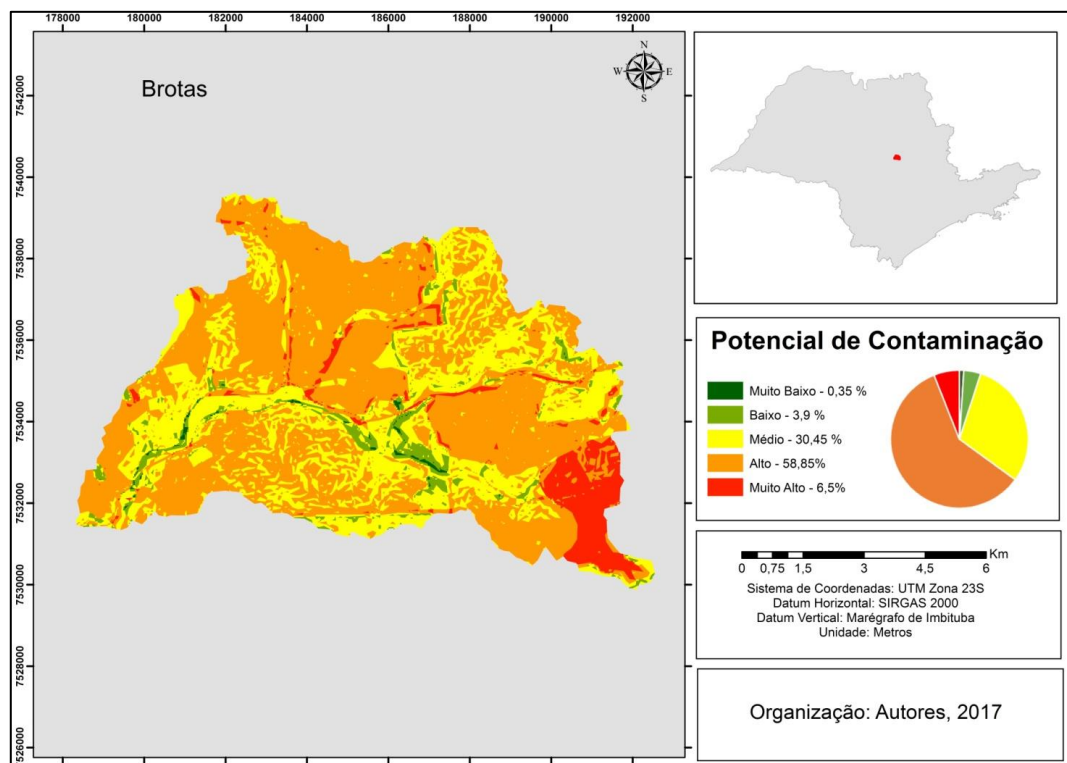 178000 180000 182000 184000 186000 188000 190000 192000
7542000
7540000
7538000
7536000
7534000
7532000
7530000
7528000
7526000
Brotas
N
W E
S
Potencial de Contaminação
Muito Baixo - 0,35 %
Baixo - 3,9 %
Médio - 30,45 %
Alto - 58,85%
Muito Alto - 6,5%
Km
0 0,75 1,5 3 4,5 6
Sistema de Coordenadas: UTM Zona 23S
Datum Horizontal: SIRGAS 2000
Datum Vertical: Marégrafo de Imbituba
Unidade: Metros
Organização: Autores, 2017